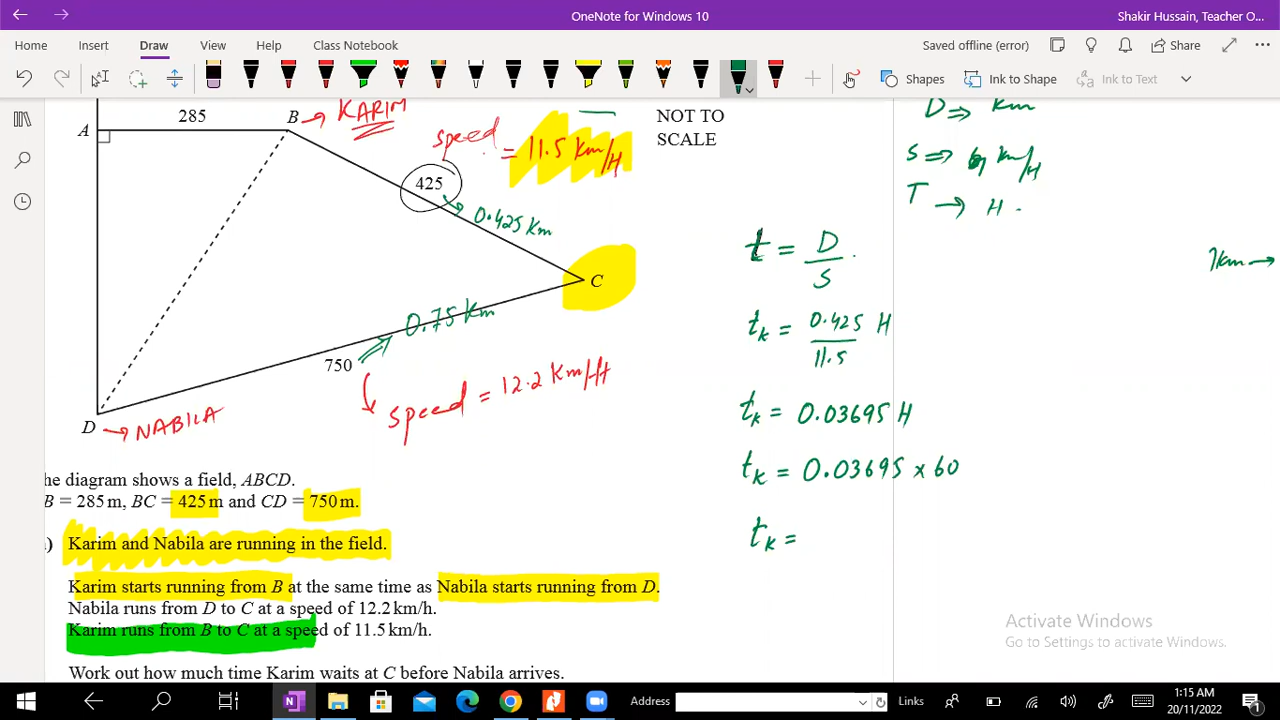 OneNote for Windows 10
Shakir Hussain, Teacher O...
Home Insert Draw View Help Class Notebook
Saved offline (error)
Share
Shapes
Ink to Shape
Ink to Text
A
285
B → KARIM
speed = 11.5 Km/H
NOT TO
SCALE
425
→ 0.425 Km
C
0.75 Km
750
speed = 12.2 Km/H
D → NABILA
D ⇒ Km
S ⇒ Km/H
T → H
1km →
t = D/S
tk = 0.425/11.5 H
tk = 0.03695 H
tk = 0.03695 × 60
tk =
he diagram shows a field, ABCD.
B = 285 m, BC = 425 m and CD = 750 m.
) Karim and Nabila are running in the field.
Karim starts running from B at the same time as Nabila starts running from D.
Nabila runs from D to C at a speed of 12.2 km/h.
Karim runs from B to C at a speed of 11.5 km/h.
Work out how much time Karim waits at C before Nabila arrives.
Activate Windows
Go to Settings to activate Windows.
Address
Links
1:15 AM
20/11/2022